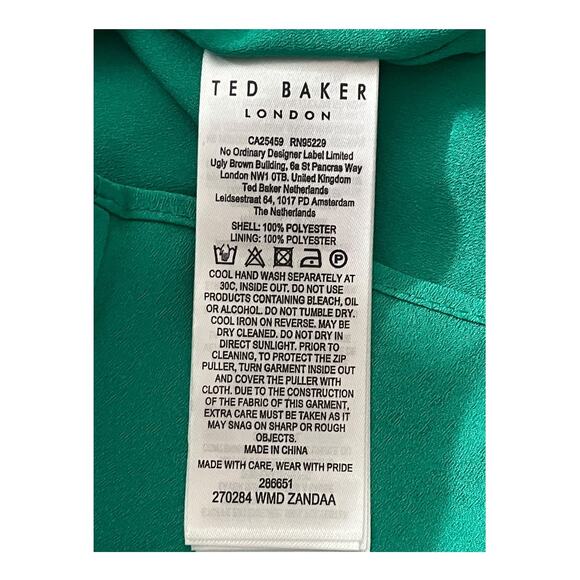 TED BAKER
LONDON
CA25459 RN95229
No Ordinary Designer Label Limited
Ugly Brown Building, 6a St Pancras Way
London NW1 0TB. United Kingdom
Ted Baker Netherlands
Leidsestraat 64, 1017 PD Amsterdam
The Netherlands
SHELL: 100% POLYESTER
LINING: 100% POLYESTER
COOL HAND WASH SEPARATELY AT
30C, INSIDE OUT. DO NOT USE
PRODUCTS CONTAINING BLEACH, OIL
OR ALCOHOL. DO NOT TUMBLE DRY.
COOL IRON ON REVERSE. MAY BE
DRY CLEANED. DO NOT DRY IN
DIRECT SUNLIGHT. PRIOR TO
CLEANING, TO PROTECT THE ZIP
PULLER, TURN GARMENT INSIDE OUT
AND COVER THE PULLER WITH
CLOTH. DUE TO THE CONSTRUCTION
OF THE FABRIC OF THIS GARMENT,
EXTRA CARE MUST BE TAKEN AS IT
MAY SNAG ON SHARP OR ROUGH
OBJECTS.
MADE IN CHINA
MADE WITH CARE, WEAR WITH PRIDE
286651
270284 WMD ZANDAA